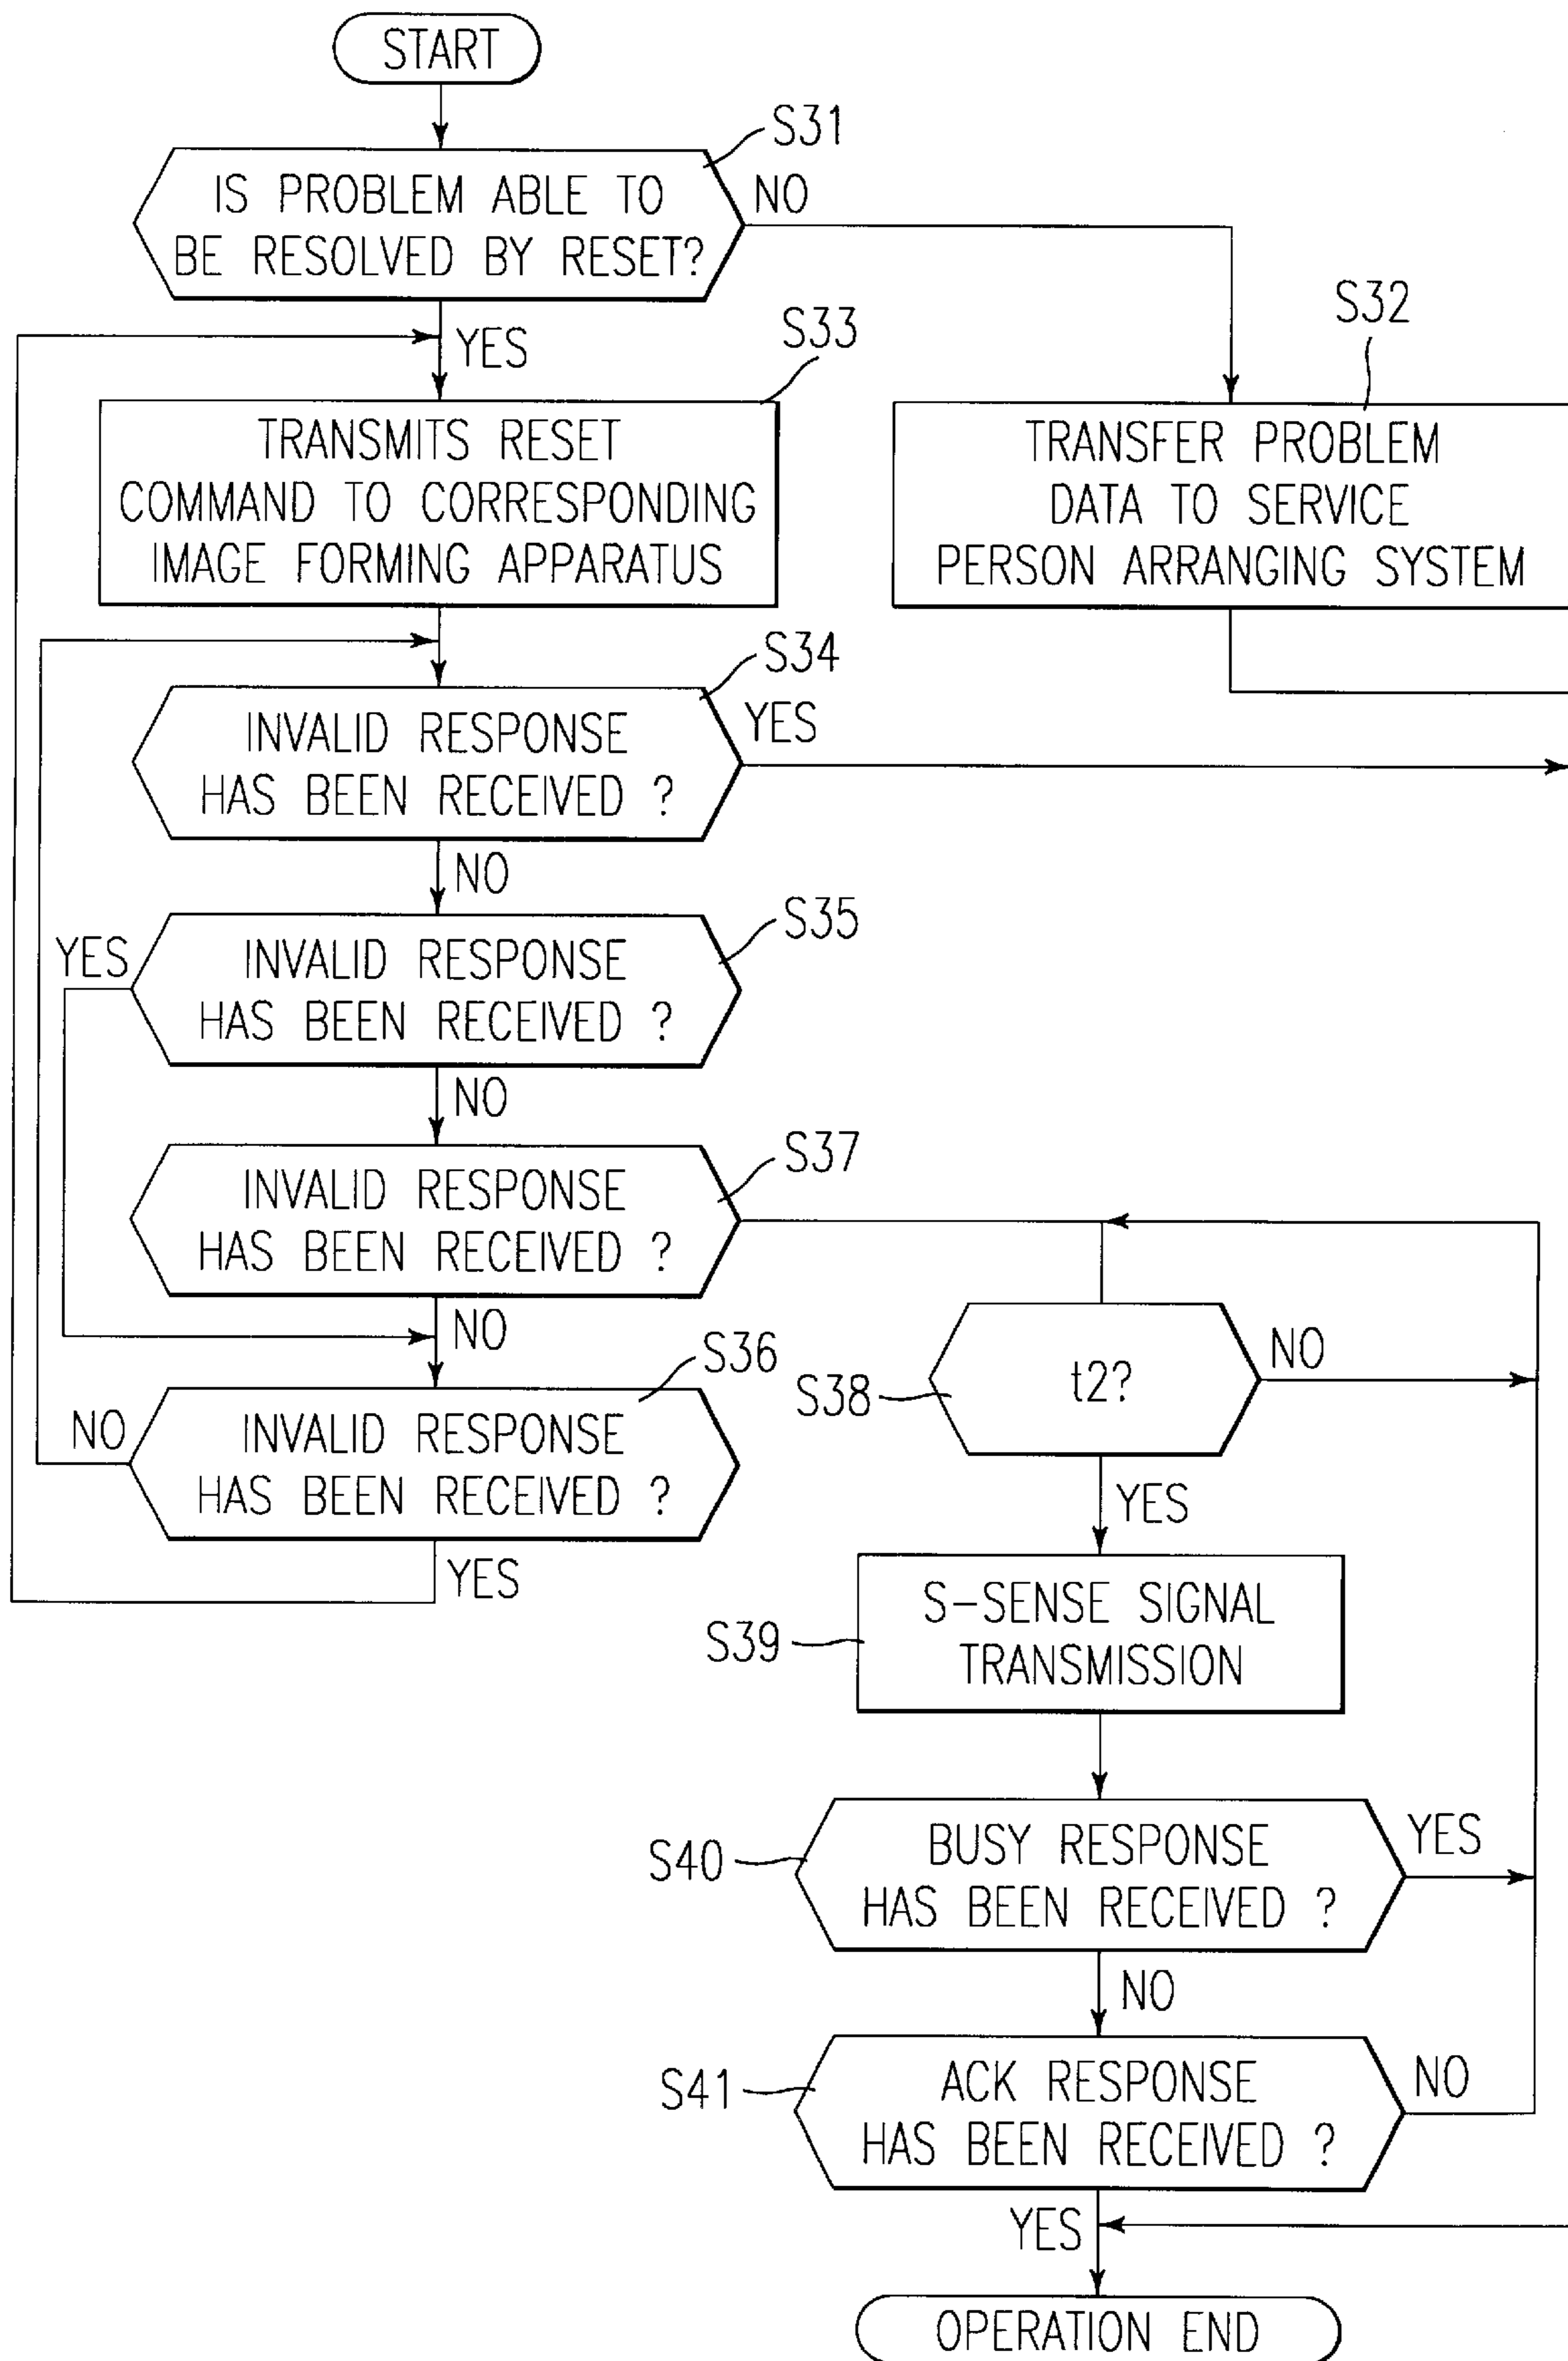 START
S31
IS PROBLEM ABLE TO
BE RESOLVED BY RESET?
NO
YES
S33
S32
TRANSMITS RESET
COMMAND TO CORRESPONDING
IMAGE FORMING APPARATUS
TRANSFER PROBLEM
DATA TO SERVICE
PERSON ARRANGING SYSTEM
S34
INVALID RESPONSE
HAS BEEN RECEIVED ?
YES
NO
S35
YES
INVALID RESPONSE
HAS BEEN RECEIVED ?
NO
S37
INVALID RESPONSE
HAS BEEN RECEIVED ?
NO
S36
NO
INVALID RESPONSE
HAS BEEN RECEIVED ?
YES
S38
t2?
NO
YES
S39
S-SENSE SIGNAL
TRANSMISSION
S40
BUSY RESPONSE
HAS BEEN RECEIVED ?
YES
NO
S41
ACK RESPONSE
HAS BEEN RECEIVED ?
NO
YES
OPERATION END